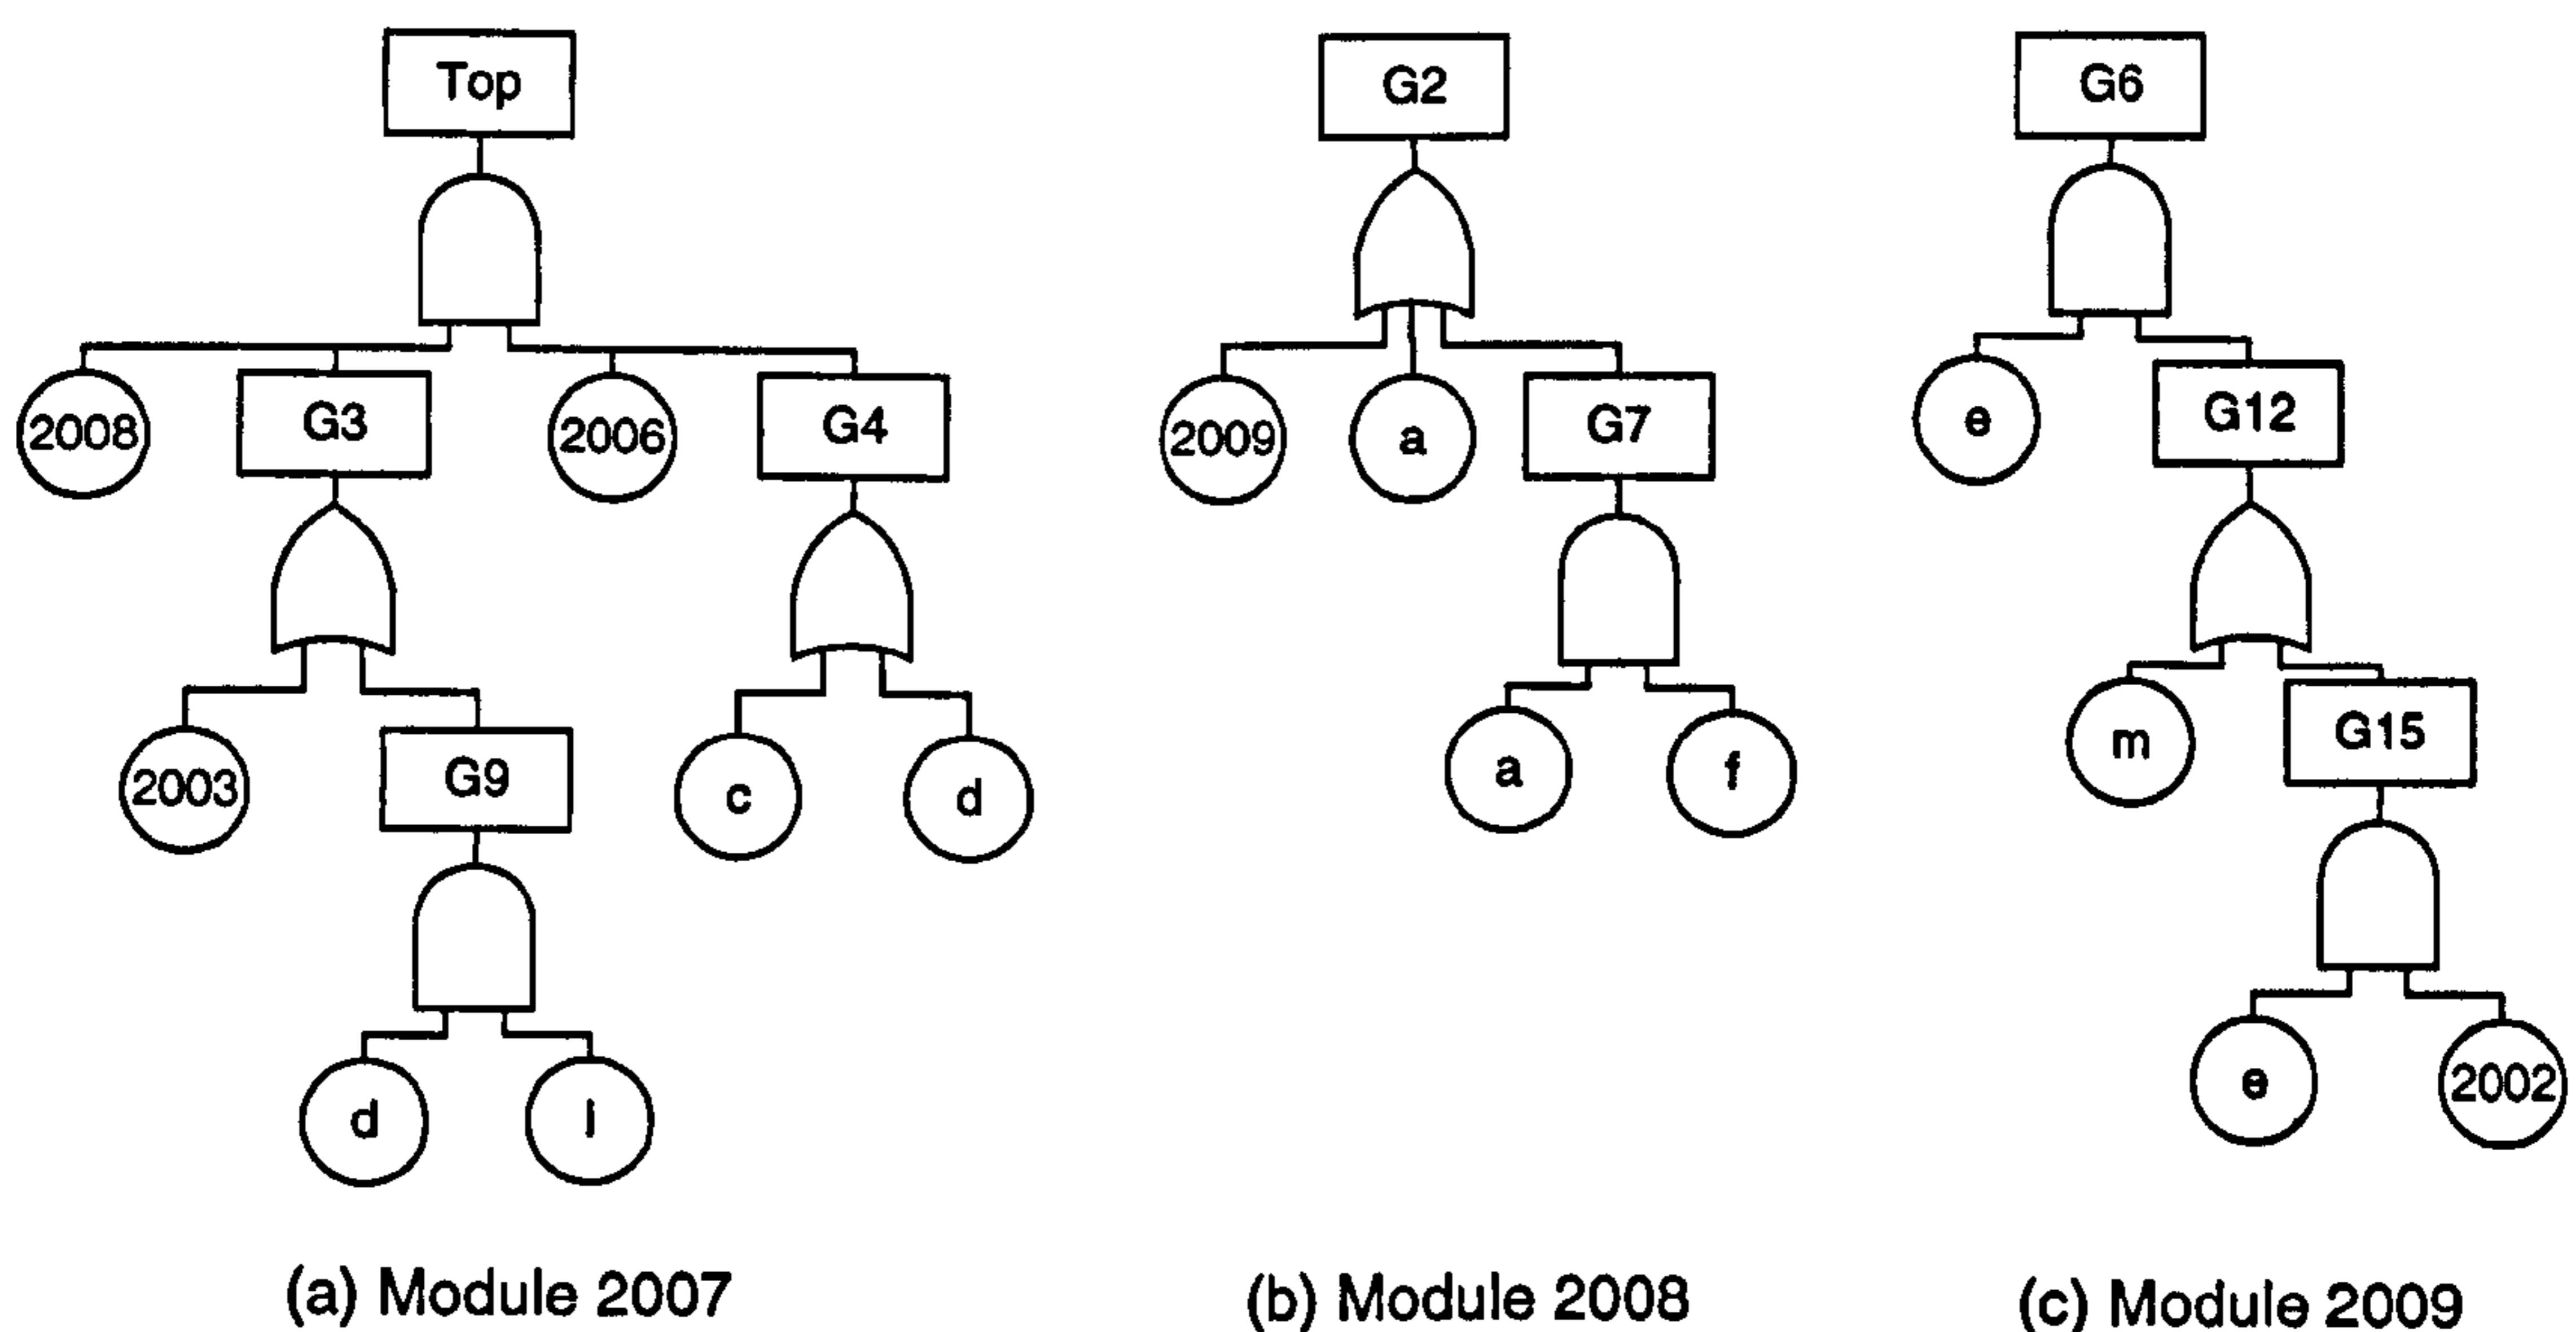 Top
G2
G6
2008
G3
2006
G4
2009
a
G7
e
G12
2003
G9
c
d
a
f
m
G15
d
l
e
2002
(a) Module 2007
(b) Module 2008
(c) Module 2009